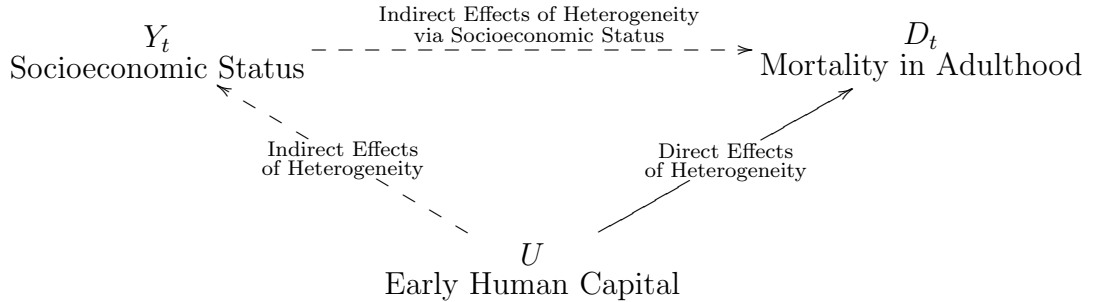 Indirect Effects of Heterogeneity
via Socioeconomic Status
Y_t
Socioeconomic Status
D_t
Mortality in Adulthood
Indirect Effects
of Heterogeneity
Direct Effects
of Heterogeneity
U
Early Human Capital